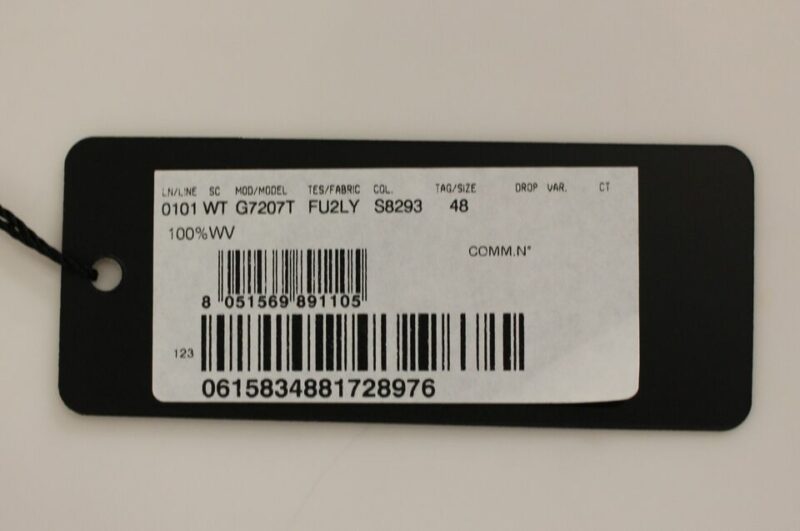 LN/LINE SC MOD/MODEL TES/FABRIC COL. TAG/SIZE DROP VAR. CT
0101 WT G7207T FU2LY S8293 48
100%WV
COMM.N°
8 051569 891105
123
0615834881728976